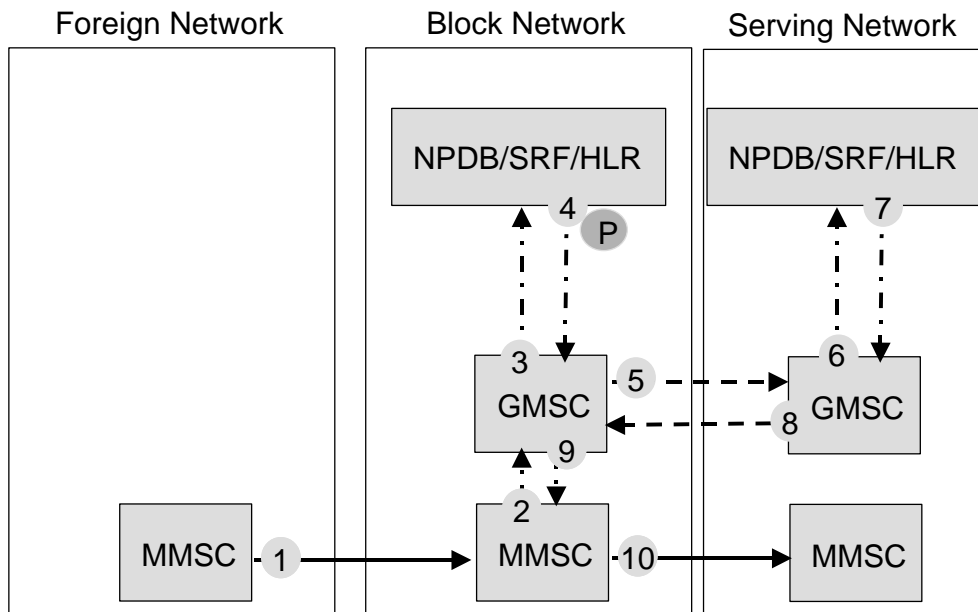 Foreign Network
Block Network
Serving Network
NPDB/SRF/HLR
NPDB/SRF/HLR
4
7
P
3
6
5
GMSC
GMSC
8
9
2
MMSC
1
MMSC
10
MMSC